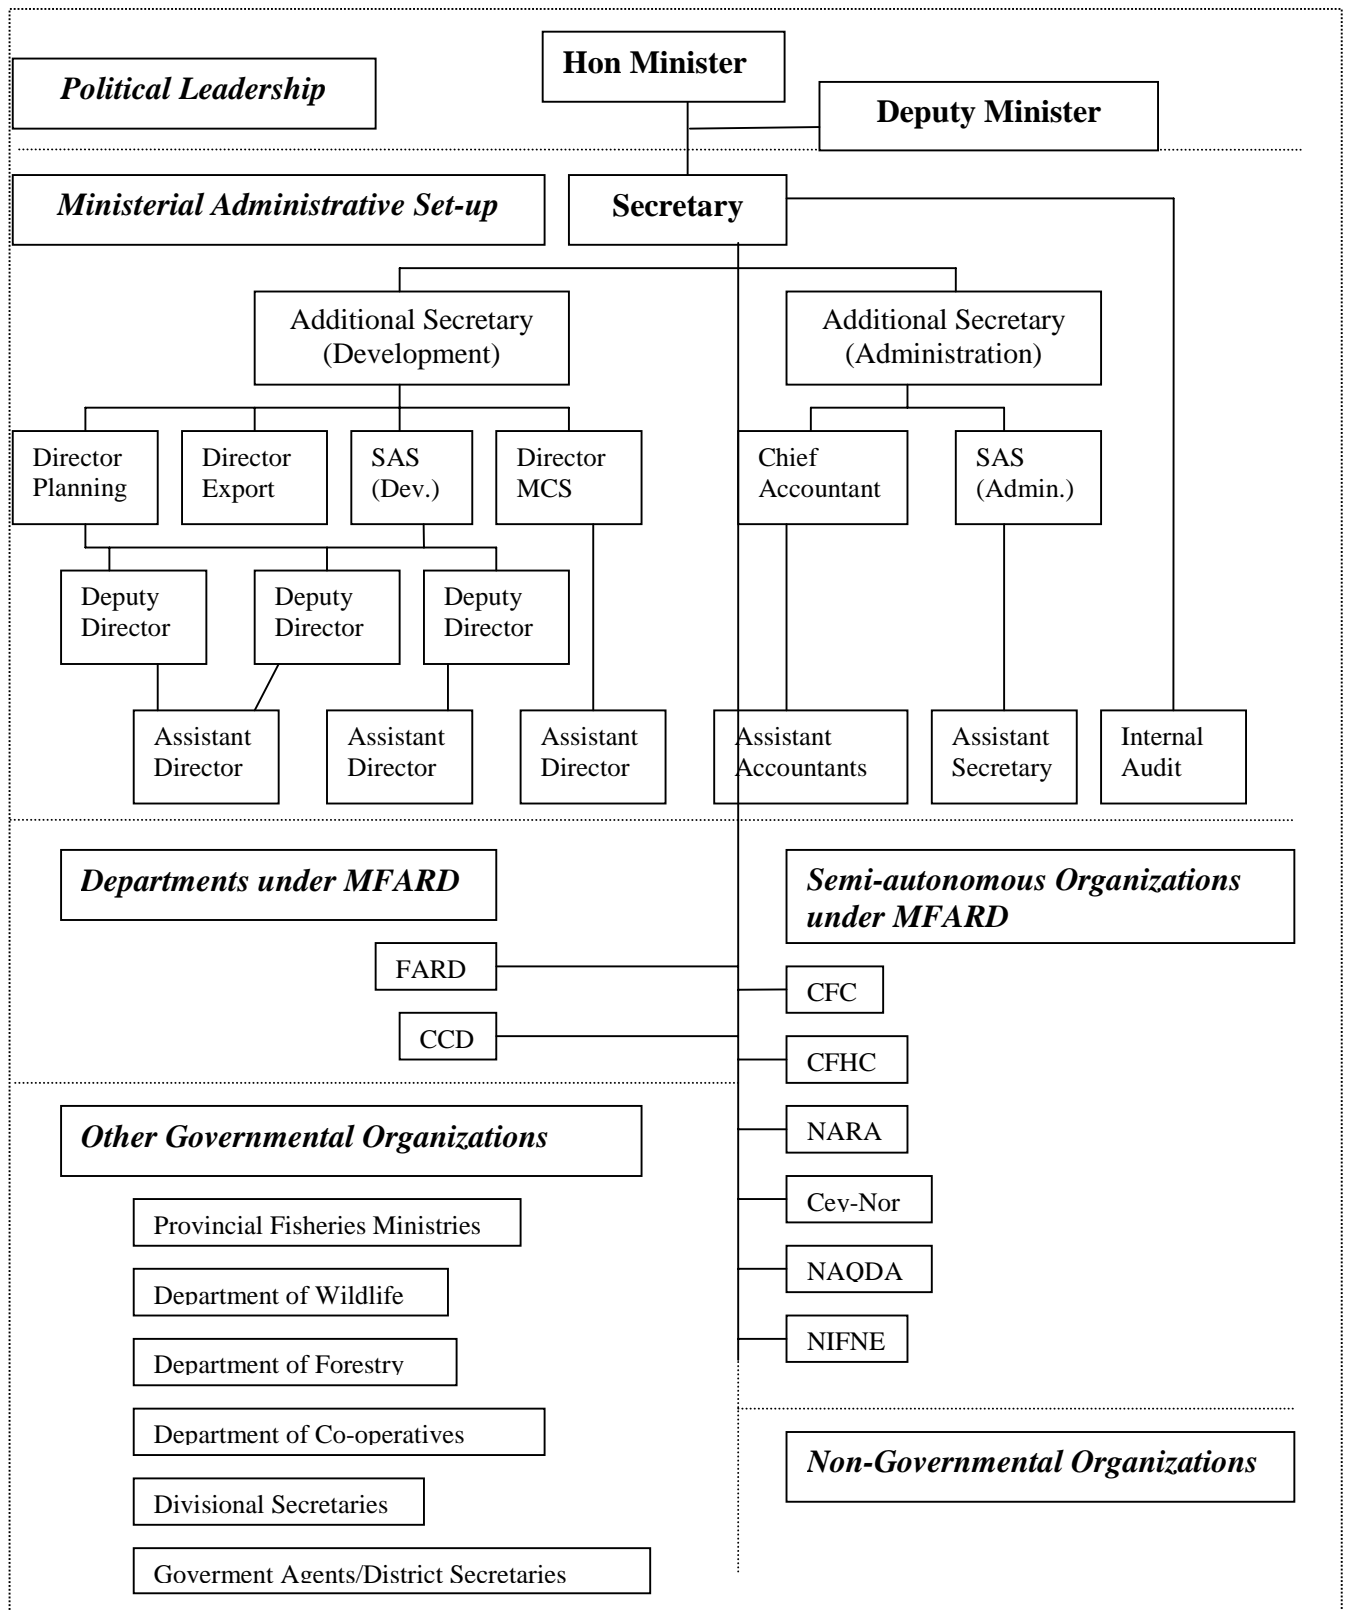 Hon Minister
Political Leadership
Deputy Minister
Ministerial Administrative Set-up
Secretary
Additional Secretary
(Development)
Additional Secretary
(Administration)
Director
Planning
Director
Export
SAS
(Dev.)
Director
MCS
Chief
Accountant
SAS
(Admin.)
Deputy
Director
Deputy
Director
Deputy
Director
Assistant
Director
Assistant
Director
Assistant
Director
Assistant
Accountants
Assistant
Secretary
Internal
Audit
Departments under MFARD
FARD
CCD
Semi-autonomous Organizations
under MFARD
CFC
CFHC
NARA
Cey-Nor
NAQDA
NIFNE
Other Governmental Organizations
Provincial Fisheries Ministries
Department of Wildlife
Department of Forestry
Department of Co-operatives
Divisional Secretaries
Goverment Agents/District Secretaries
Non-Governmental Organizations